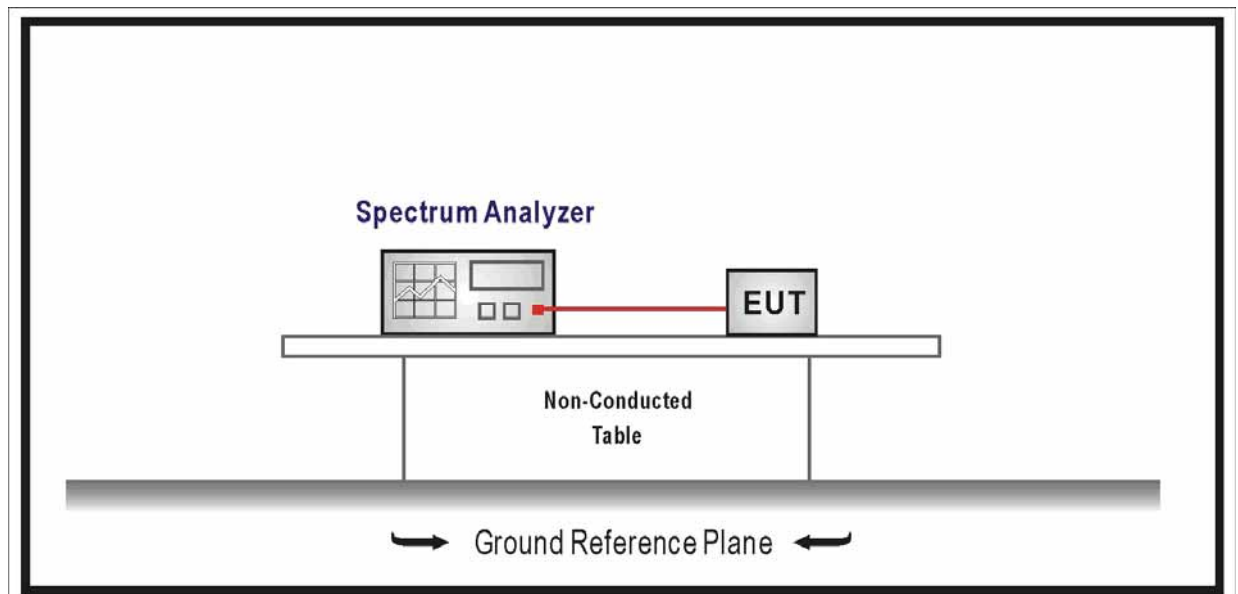 Spectrum Analyzer
EUT
Non-Conducted
Table
Ground Reference Plane